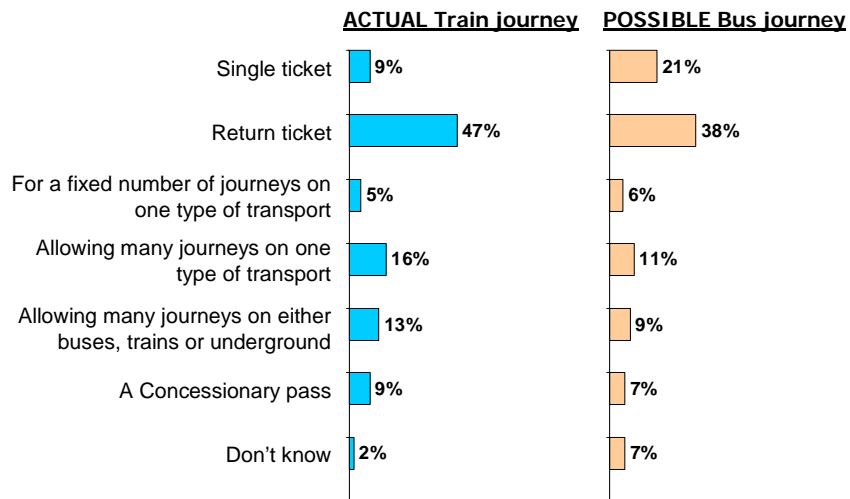 ACTUAL Train journey POSSIBLE Bus journey
Single ticket 9% 21%
Return ticket 47% 38%
For a fixed number of journeys on
one type of transport 5% 6%
Allowing many journeys on one
type of transport 16% 11%
Allowing many journeys on either
buses, trains or underground 13% 9%
A Concessionary pass 9% 7%
Don't know 2% 7%